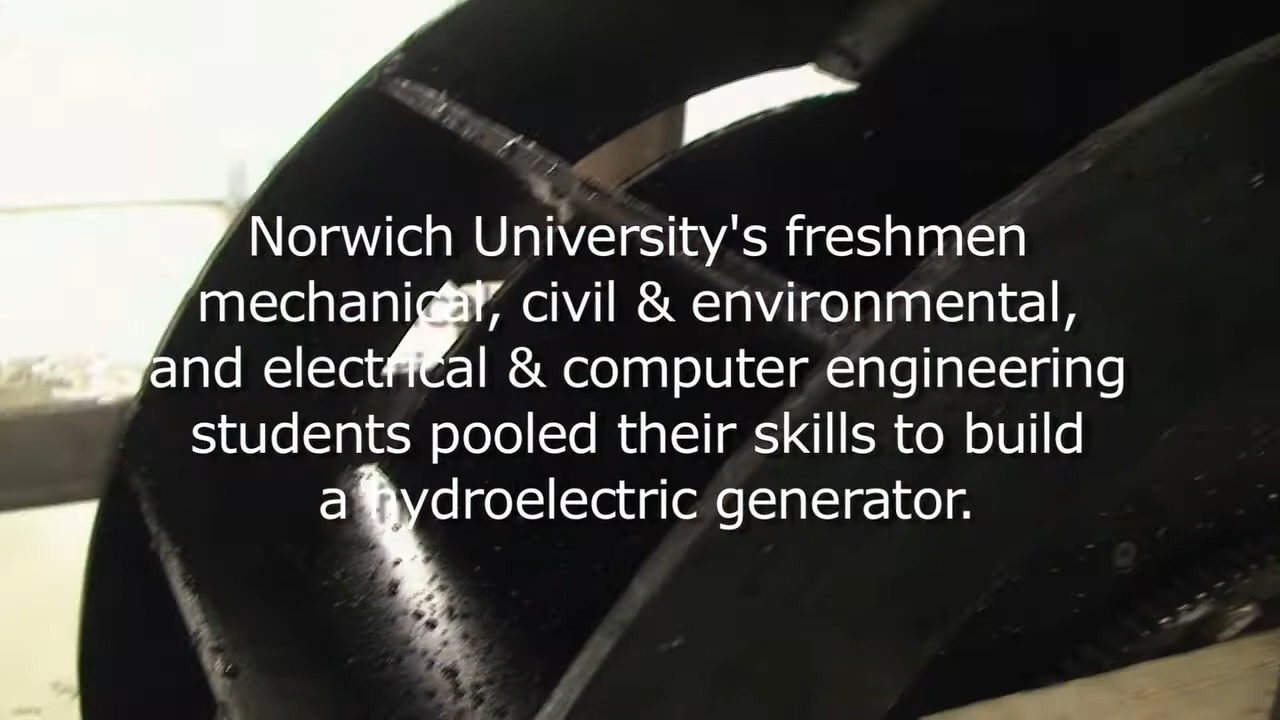 Norwich University's freshmen
mechanical, civil & environmental,
and electrical & computer engineering
students pooled their skills to build
a hydroelectric generator.